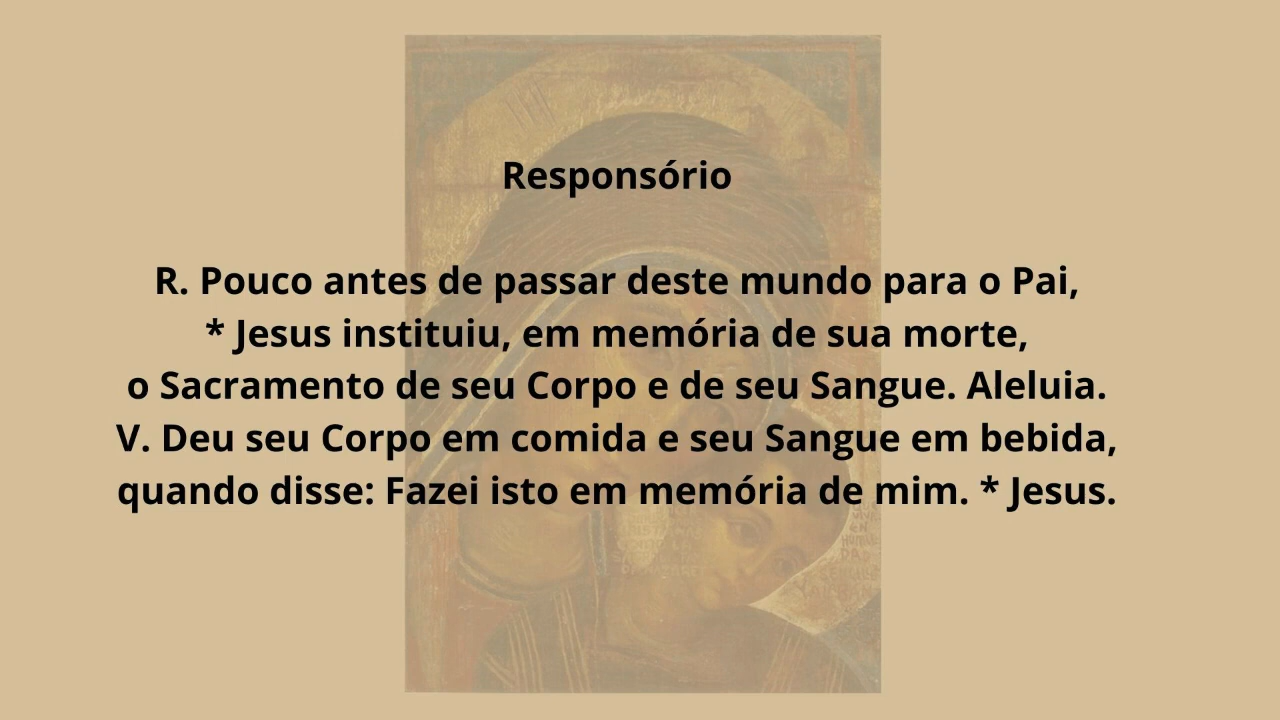 Responsório
R. Pouco antes de passar deste mundo para o Pai,
* Jesus instituiu, em memória de sua morte,
o Sacramento de seu Corpo e de seu Sangue. Aleluia.
V. Deu seu Corpo em comida e seu Sangue em bebida,
quando disse: Fazei isto em memória de mim. * Jesus.